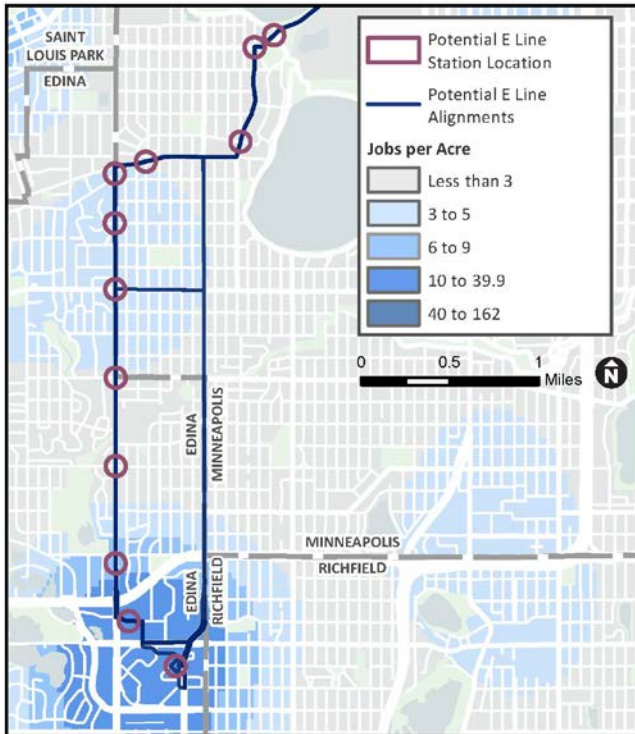 SAINT
LOUIS PARK
EDINA
Potential E Line
Station Location
Potential E Line
Alignments
Jobs per Acre
Less than 3
3 to 5
6 to 9
10 to 39.9
40 to 162
0 0.5 1
Miles
N
EDINA
MINNEAPOLIS
MINNEAPOLIS
RICHFIELD
EDINA
RICHFIELD